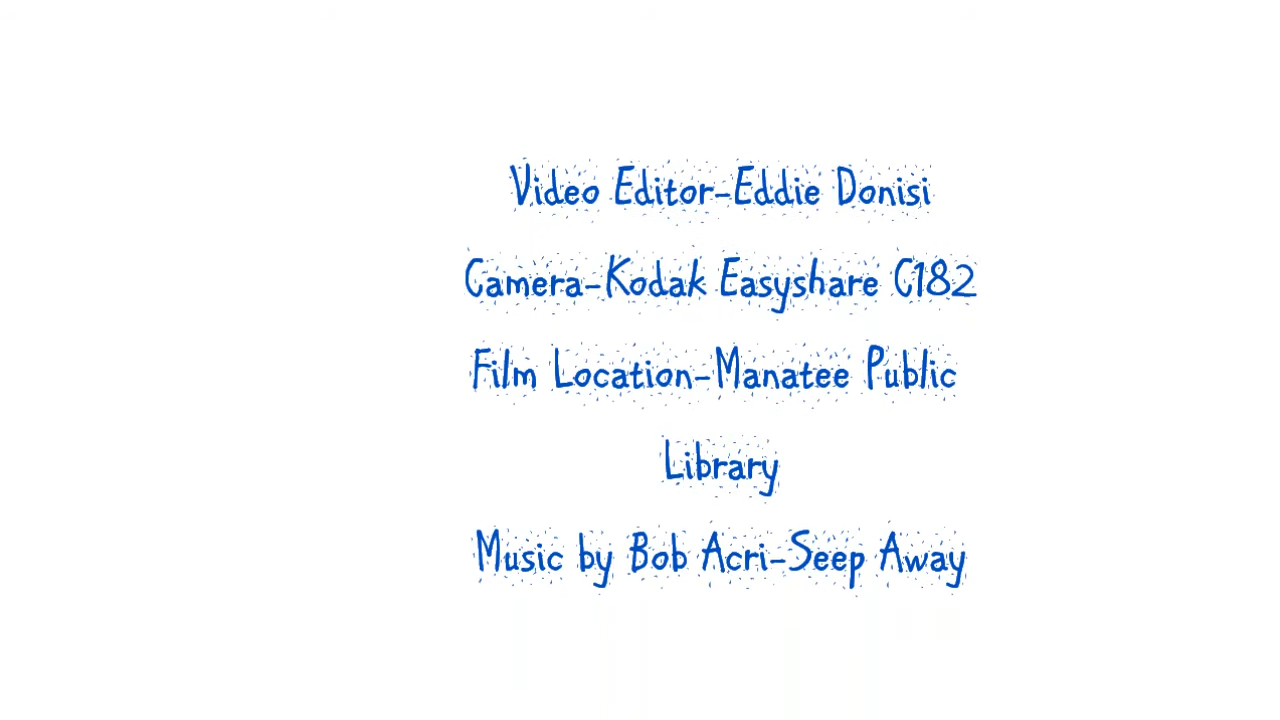 Video Editor-Eddie Donisi
Camera-Kodak Easyshare C182
Film Location-Manatee Public
Library
Music by Bob Acri-Seep Away